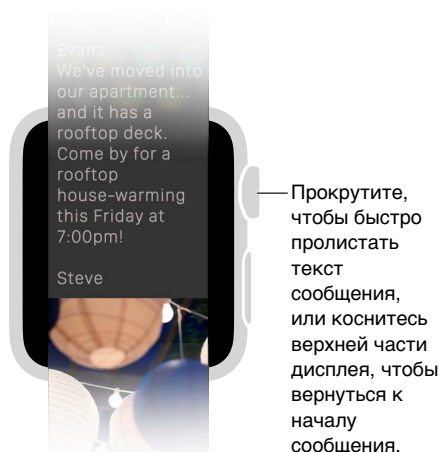 Evans,
We've moved into
our apartment...
and it has a
rooftop deck.
Come by for a
rooftop
house-warming
this Friday at
7:00pm!
Steve
Прокрутите,
чтобы быстро
пролистать
текст
сообщения,
или коснитесь
верхней части
дисплея, чтобы
вернуться к
началу
сообщения.